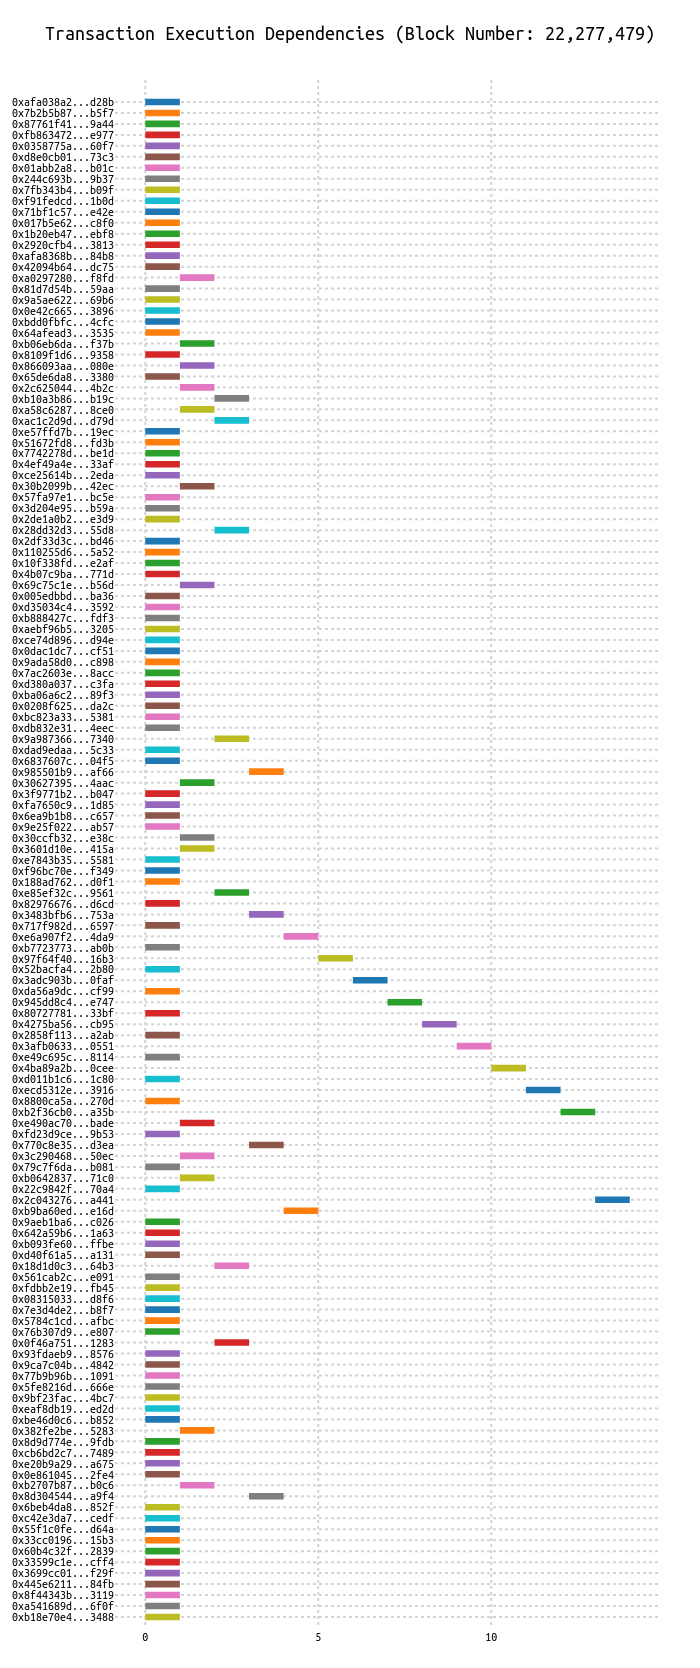 Transaction Execution Dependencies (Block Number: 22,277,479)
0xafa038a2...d28b
0x7b2b5b87...b5f7
0x87761f41...9a44
0xfb863472...e977
0x0358775a...60f7
0xd8e0cb01...73c3
0x01abb2a8...b01c
0x244c693b...9b37
0x7fb343b4...b09f
0xf91fedcd...1b0d
0x71bf1c57...e42e
0x017b5e62...c8f0
0x1b20eb47...ebf8
0x2920cfb4...3813
0xafa8368b...84b8
0x42094b64...dc75
0xa0297280...f8fd
0x81d7d54b...59aa
0x9a5ae622...69b6
0x0e42c665...3896
0xbdd0fbfc...4cfc
0x64afead3...3535
0xb06eb6da...f37b
0x8109f1d6...9358
0x866093aa...080e
0x65de6da8...3380
0x2c625044...4b2c
0xb10a3b86...b19c
0xa58c6287...8ce0
0xac1c2d9d...d79d
0xe57ffd7b...19ec
0x51672fd8...fd3b
0x7742278d...be1d
0x4ef49a4e...33af
0xce25614b...2eda
0x30b2099b...42ec
0x57fa97e1...bc5e
0x3d204e95...b59a
0x2de1a0b2...e3d9
0x28dd32d3...55d8
0x2df33d3c...bd46
0x110255d6...5a52
0x10f338fd...e2af
0x4b07c9ba...771d
0x69c75c1e...b56d
0x005edbbd...ba36
0xd35034c4...3592
0xb888427c...fdf3
0xaebf96b5...3205
0xce74d896...d94e
0x0dac1dc7...cf51
0x9ada58d0...c898
0x7ac2603e...8acc
0xd380a037...c3fa
0xba06a6c2...89f3
0x0208f625...da2c
0xbc823a33...5381
0xdb832e31...4eec
0x9a987366...7340
0xdad9edaa...5c33
0x6837607c...04f5
0x985501b9...af66
0x30627395...4aac
0x3f9771b2...b047
0xfa7650c9...1d85
0x6ea9b1b8...c657
0x9e25f022...ab57
0x30ccfb32...e38c
0x3601d10e...415a
0xe7843b35...5581
0xf96bc70e...f349
0x188ad762...d0f1
0xe85ef32c...9561
0x82976676...d6cd
0x3483bfb6...753a
0x717f982d...6597
0xe6a907f2...4da9
0xb7723773...ab0b
0x97f64f40...16b3
0x52bacfa4...2b80
0x3adc903b...0faf
0xda56a9dc...cf99
0x945dd8c4...e747
0x80727781...33bf
0x4275ba56...cb95
0x2858f113...a2ab
0x3afb0633...0551
0xe49c695c...8114
0x4ba89a2b...0cee
0xd011b1c6...1c80
0xecd5312e...3916
0x8800ca5a...270d
0xb2f36cb0...a35b
0xe490ac70...bade
0xfd23d9ce...9b53
0x770c8e35...d3ea
0x3c290468...50ec
0x79c7f6da...b081
0xb0642837...71c0
0x22c9842f...70a4
0x2c043276...a441
0xb9ba60ed...e16d
0x9aeb1ba6...c026
0x642a59b6...1a63
0xb093fe60...ffbe
0xd40f61a5...a131
0x18d1d0c3...64b3
0x561cab2c...e091
0xfdbb2e19...fb45
0x08315033...d8f6
0x7e3d4de2...b8f7
0x5784c1cd...afbc
0x76b307d9...e807
0x0f46a751...1283
0x93fdaeb9...8576
0x9ca7c04b...4842
0x77b9b96b...1091
0x5fe8216d...666e
0x9bf23fac...4bc7
0xeaf8db19...ed2d
0xbe46d0c6...b852
0x382fe2be...5283
0x8d9d774e...9fdb
0xcb6bd2c7...7489
0xe20b9a29...a675
0x0e861045...2fe4
0xb2707b87...b0c6
0x8d304544...a9f4
0x6beb4da8...852f
0xc42e3da7...cedf
0x55f1c0fe...d64a
0x33cc0196...15b3
0x60b4c32f...2839
0x33599c1e...cff4
0x3699cc01...f29f
0x445e6211...84fb
0x8f44343b...3119
0xa541689d...6f0f
0xb18e70e4...3488
0 5 10